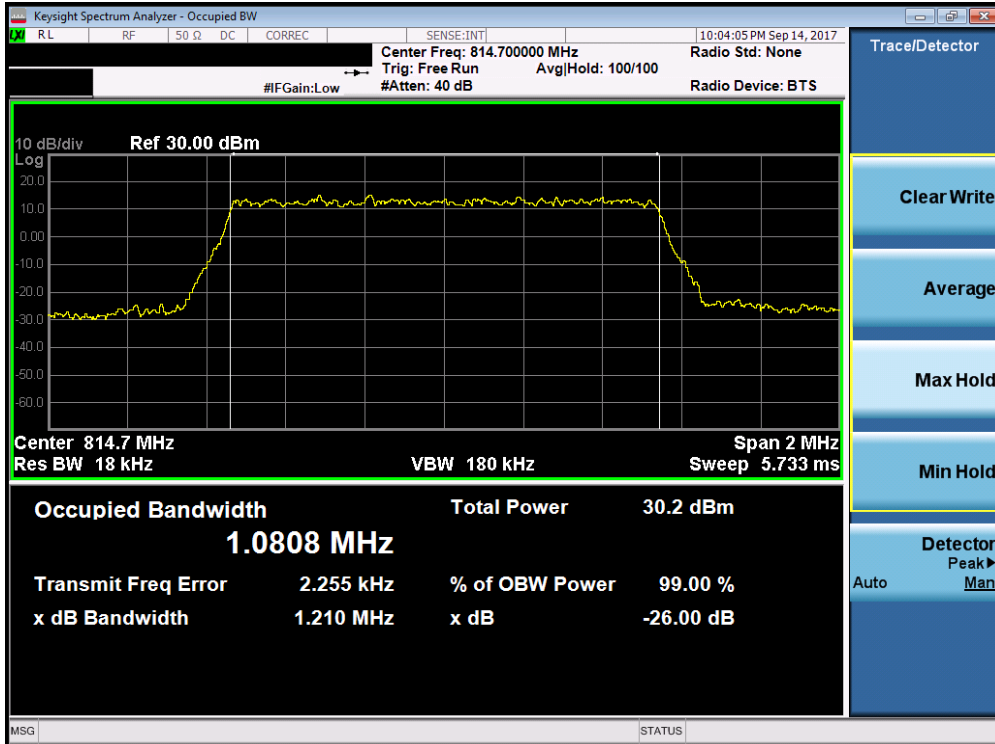 Keysight Spectrum Analyzer - Occupied BW
LXI RL RF 50 Ω DC CORREC SENSE:INT 10:04:05 PM Sep 14, 2017
Center Freq: 814.700000 MHz Radio Std: None
Trig: Free Run Avg|Hold: 100/100
#IFGain:Low #Atten: 40 dB Radio Device: BTS
10 dB/div Ref 30.00 dBm
Log
20.0
10.0
0.00
-10.0
-20.0
-30.0
-40.0
-50.0
-60.0
Center 814.7 MHz Span 2 MHz
Res BW 18 kHz VBW 180 kHz Sweep 5.733 ms
Occupied Bandwidth Total Power 30.2 dBm
1.0808 MHz
Transmit Freq Error 2.255 kHz % of OBW Power 99.00 %
x dB Bandwidth 1.210 MHz x dB -26.00 dB
MSG STATUS
Trace/Detector
Clear Write
Average
Max Hold
Min Hold
Detector
Peak▶
Auto Man